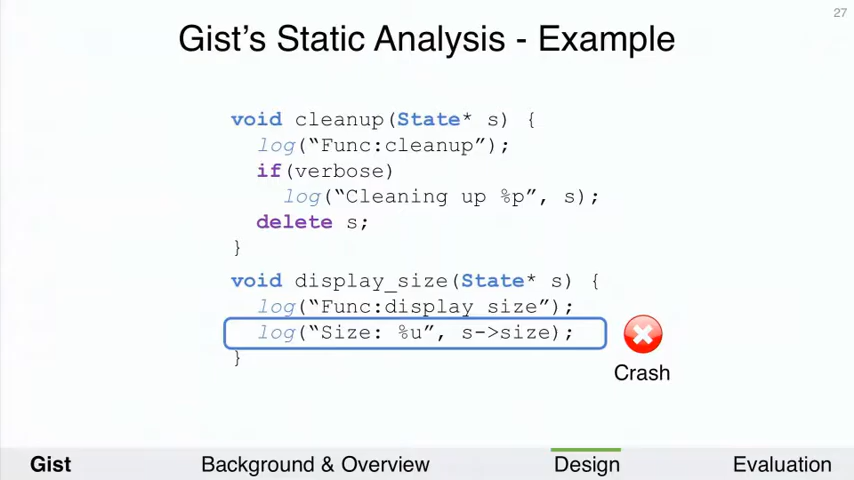 27
Gist's Static Analysis - Example
void cleanup(State* s) {
log(“Func:cleanup”);
if(verbose)
log(“Cleaning up %p”, s);
delete s;
}
void display_size(State* s) {
log(“Func:display_size”);
log(“Size: %u”, s->size);
}
Crash
Gist Background & Overview Design Evaluation